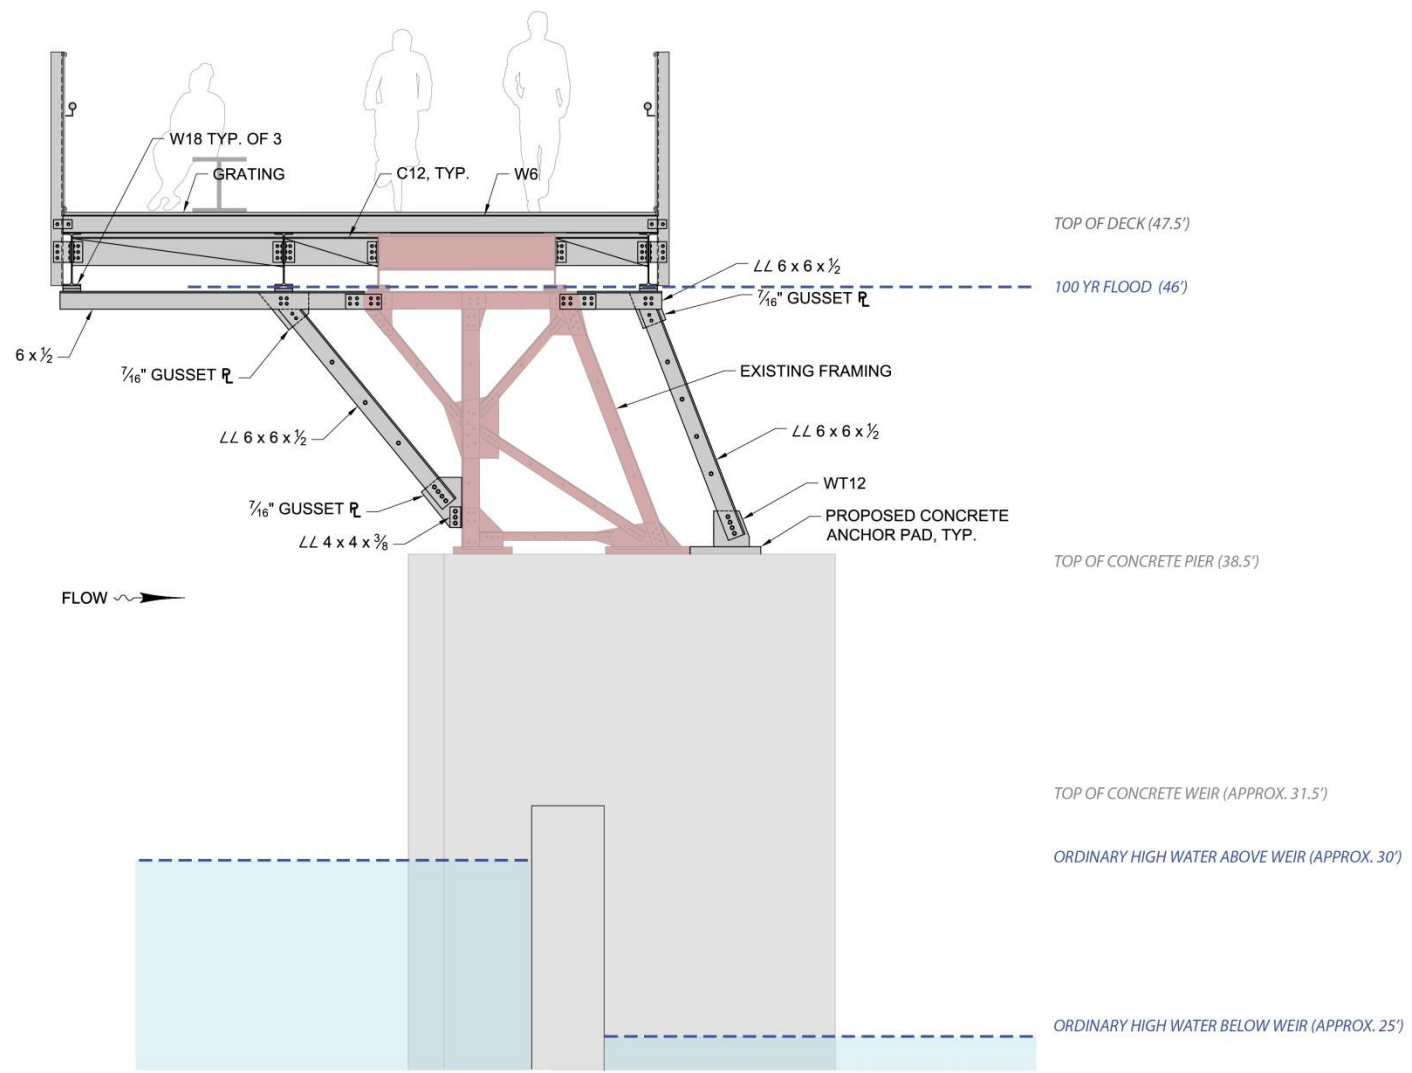 W18 TYP. OF 3
GRATING
C12, TYP.
W6
TOP OF DECK (47.5')
∠∠ 6 x 6 x ½
100 YR FLOOD (46')
7⁄16" GUSSET ℄
6 x ½
7⁄16" GUSSET ℄
EXISTING FRAMING
∠∠ 6 x 6 x ½
∠∠ 6 x 6 x ½
WT12
7⁄16" GUSSET ℄
PROPOSED CONCRETE
ANCHOR PAD, TYP.
∠∠ 4 x 4 x ⅜
TOP OF CONCRETE PIER (38.5')
FLOW
TOP OF CONCRETE WEIR (APPROX. 31.5')
ORDINARY HIGH WATER ABOVE WEIR (APPROX. 30')
ORDINARY HIGH WATER BELOW WEIR (APPROX. 25')